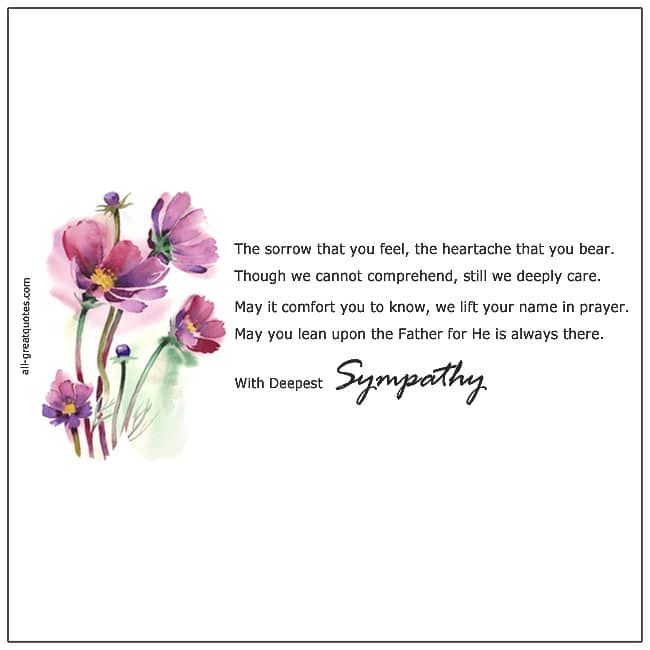 The sorrow that you feel, the heartache that you bear.
Though we cannot comprehend, still we deeply care.
May it comfort you to know, we lift your name in prayer.
May you lean upon the Father for He is always there.
With Deepest Sympathy
all-greatquotes.com